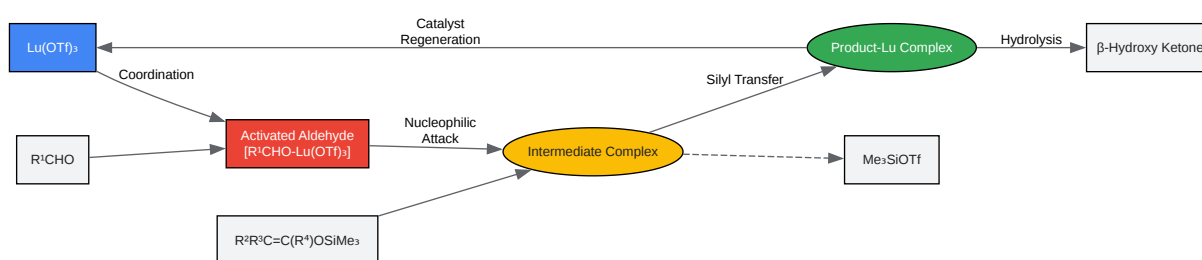 Catalyst
Regeneration
Lu(OTf)₃
Product-Lu Complex
Hydrolysis
β-Hydroxy Ketone
Coordination
Silyl Transfer
Nucleophilic
Attack
Activated Aldehyde
[R¹CHO-Lu(OTf)₃]
Intermediate Complex
R¹CHO
Me₃SiOTf
R²R³C=C(R⁴)OSiMe₃